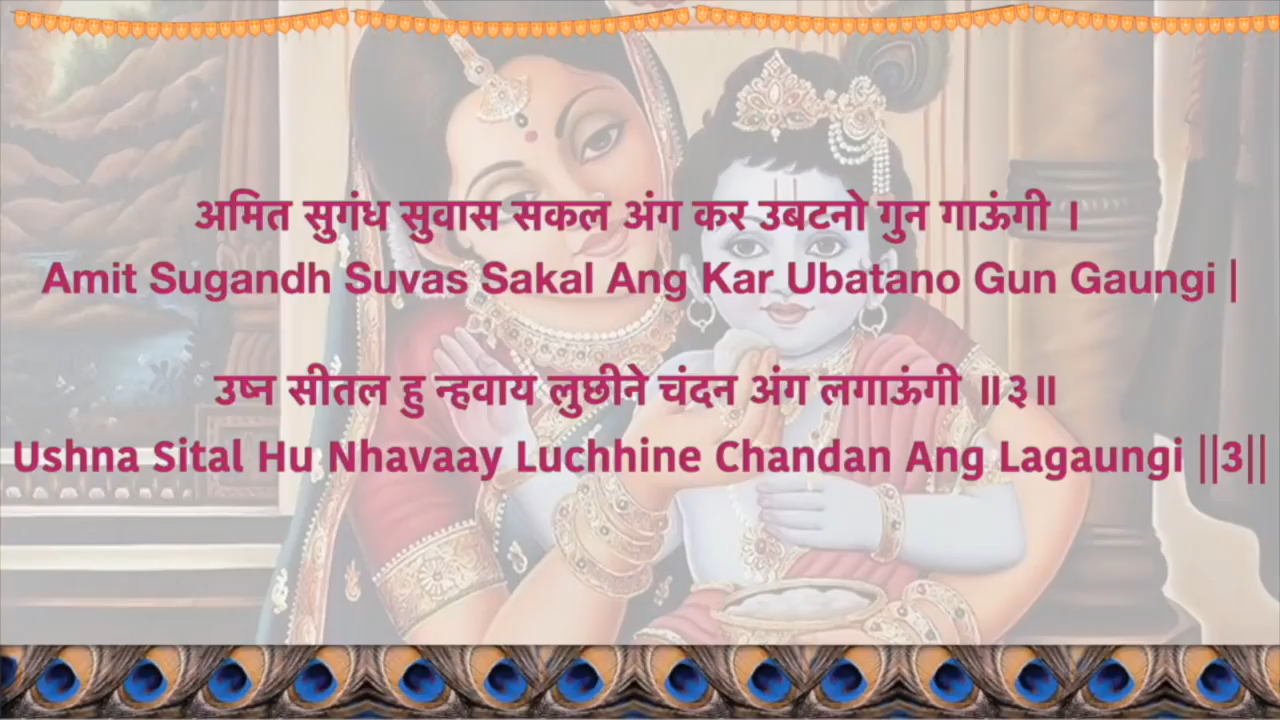 अमित सुगंध सुवास सकल अंग कर उबटनो गुन गाऊंगी ।
Amit Sugandh Suvas Sakal Ang Kar Ubatano Gun Gaungi |
उष्न सीतल हु न्हवाय लुछीने चंदन अंग लगाऊंगी ॥३॥
Ushna Sital Hu Nhavaay Luchhine Chandan Ang Lagaungi ||3||